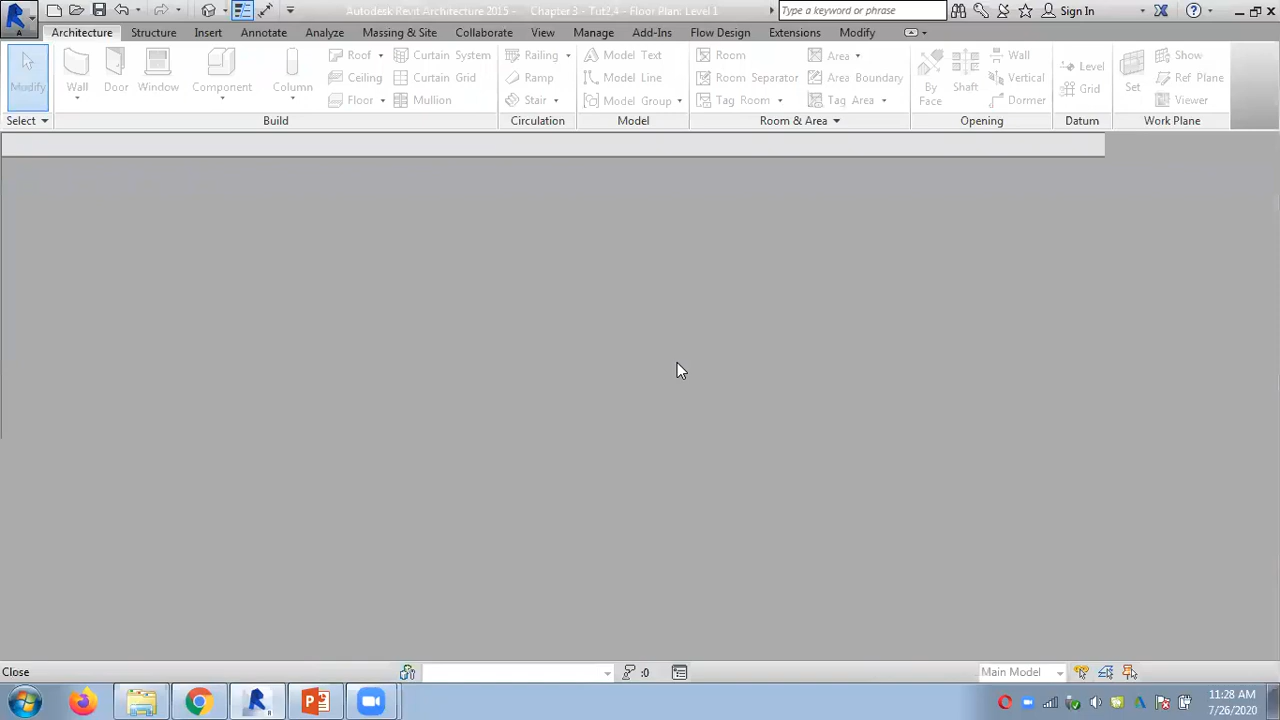 Autodesk Revit Architecture 2015 - Chapter 3 - Tut2,4 - Floor Plan: Level 1
Type a keyword or phrase
Sign In
Architecture Structure Insert Annotate Analyze Massing & Site Collaborate View Manage Add-Ins Flow Design Extensions Modify
Modify
Wall
Door
Window
Component
Column
Roof
Ceiling
Floor
Curtain System
Curtain Grid
Mullion
Railing
Ramp
Stair
Model Text
Model Line
Model Group
Room
Room Separator
Tag Room
Area
Area Boundary
Tag Area
By Face
Shaft
Wall
Vertical
Dormer
Level
Grid
Set
Show
Ref Plane
Viewer
Select
Build
Circulation
Model
Room & Area
Opening
Datum
Work Plane
Close
:0
Main Model
11:28 AM
7/26/2020